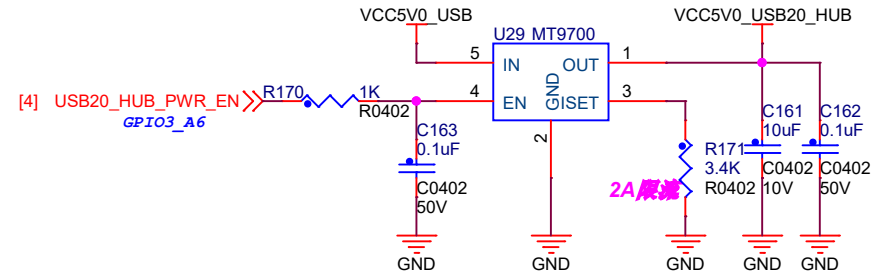 VCC5V0_USB
VCC5V0_USB20_HUB
U29 MT9700
5
IN
OUT
1
[4] USB20_HUB_PWR_EN
R170
1K
R0402
4
EN
GND
GISET
3
GPIO3_A6
C163
0.1uF
C0402
50V
2
R171
3.4K
R0402
2A限流
C161
10uF
C0402
10V
C162
0.1uF
C0402
50V
GND
GND
GND
GND
GND